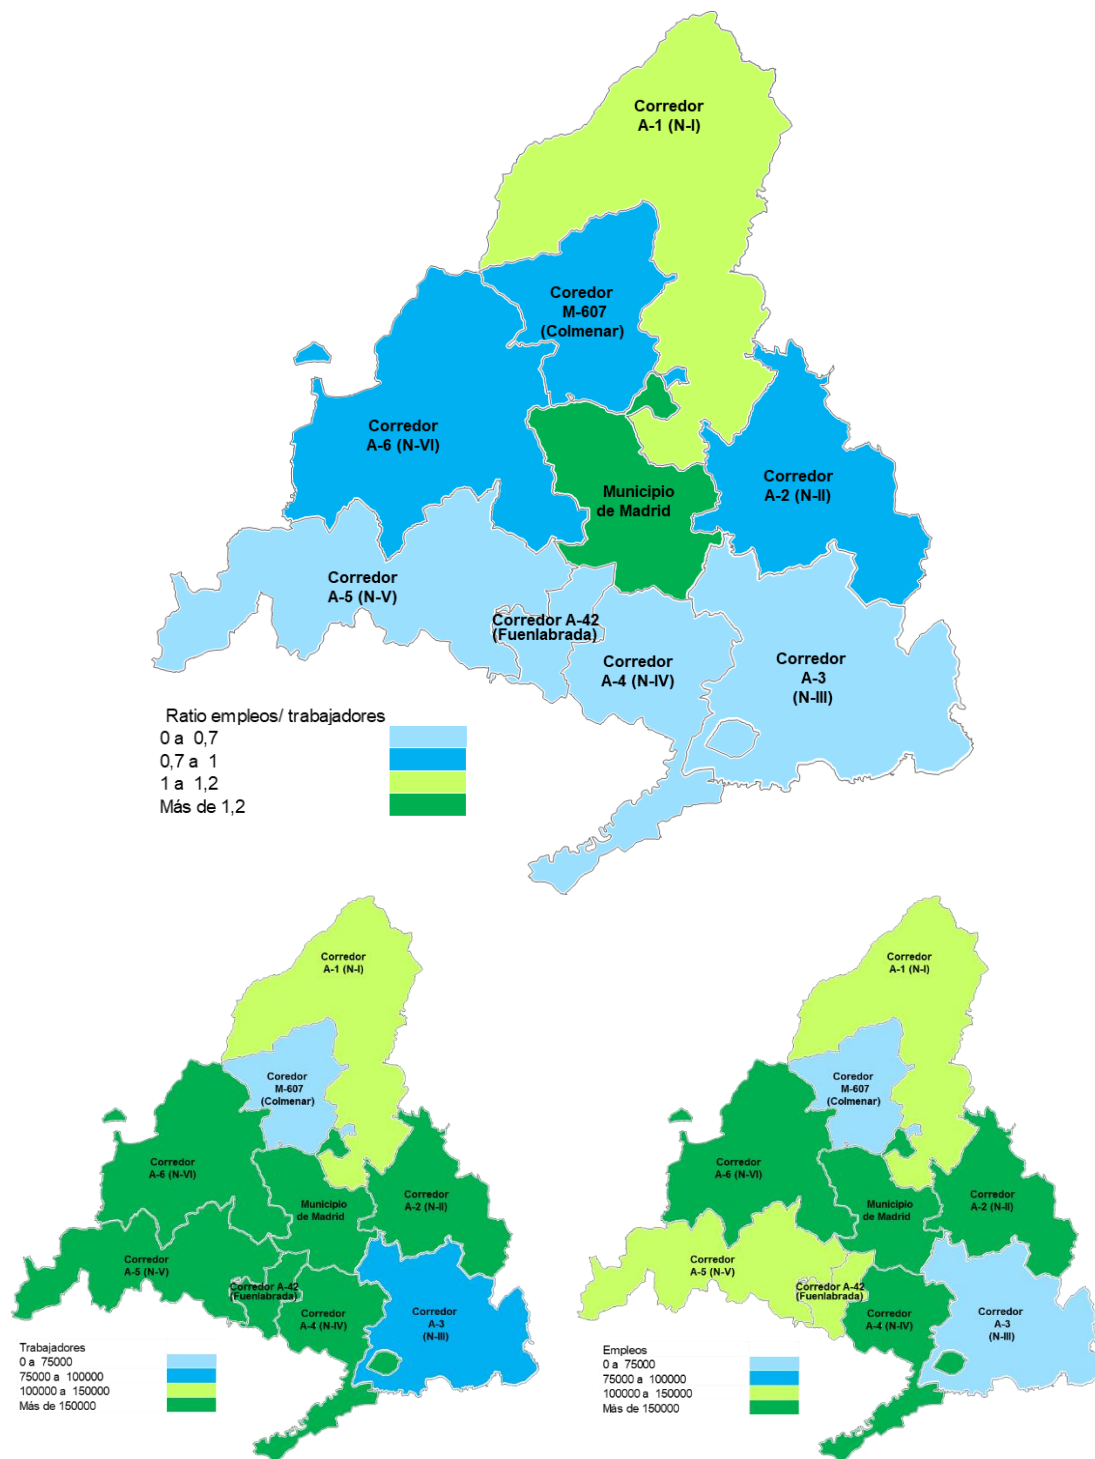 Corredor
A-1 (N-I)
Coredor
M-607
(Colmenar)
Corredor
A-6 (N-VI)
Corredor
A-2 (N-II)
Municipio
de Madrid
Corredor
A-5 (N-V)
Corredor A-42
(Fuenlabrada)
Corredor
A-4 (N-IV)
Corredor
A-3
(N-III)
Ratio empleos/ trabajadores
0 a 0,7
0,7 a 1
1 a 1,2
Más de 1,2
Corredor
A-1 (N-I)
Coredor
M-607
(Colmenar)
Corredor
A-6 (N-VI)
Corredor
A-2 (N-II)
Municipio
de Madrid
Corredor
A-5 (N-V)
Corredor A-42
(Fuenlabrada)
Corredor
A-4 (N-IV)
Corredor
A-3
(N-III)
Trabajadores
0 a 75000
75000 a 100000
100000 a 150000
Más de 150000
Corredor
A-1 (N-I)
Coredor
M-607
(Colmenar)
Corredor
A-6 (N-VI)
Corredor
A-2 (N-II)
Municipio
de Madrid
Corredor
A-5 (N-V)
Corredor A-42
(Fuenlabrada)
Corredor
A-4 (N-IV)
Corredor
A-3
(N-III)
Empleos
0 a 75000
75000 a 100000
100000 a 150000
Más de 150000